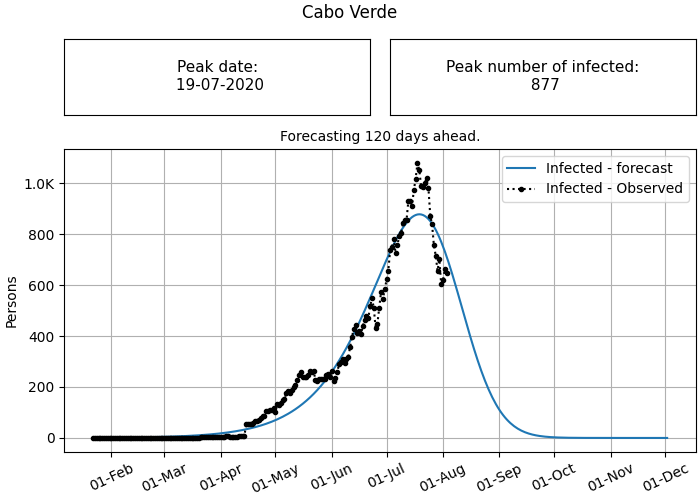 Cabo Verde
Peak date:
19-07-2020
Peak number of infected:
877
Forecasting 120 days ahead.
Infected - forecast
Infected - Observed
Persons
1.0K
800
600
400
200
0
01-Feb
01-Mar
01-Apr
01-May
01-Jun
01-Jul
01-Aug
01-Sep
01-Oct
01-Nov
01-Dec